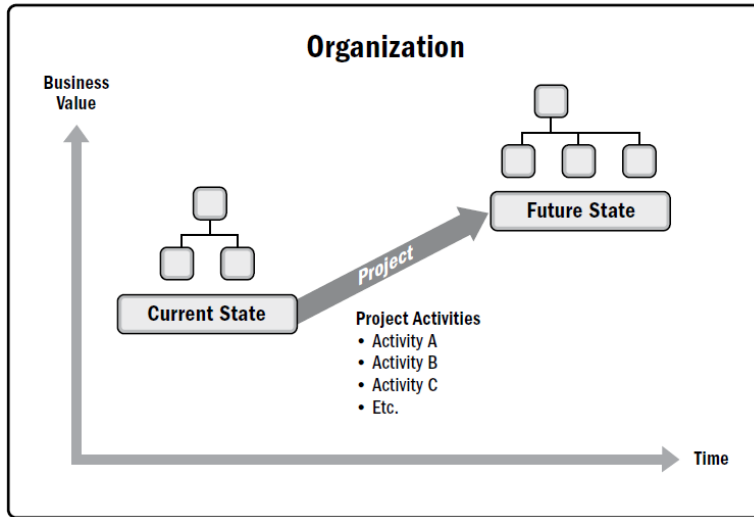 Organization
Business
Value
Future State
Project
Current State
Project Activities
• Activity A
• Activity B
• Activity C
• Etc.
Time